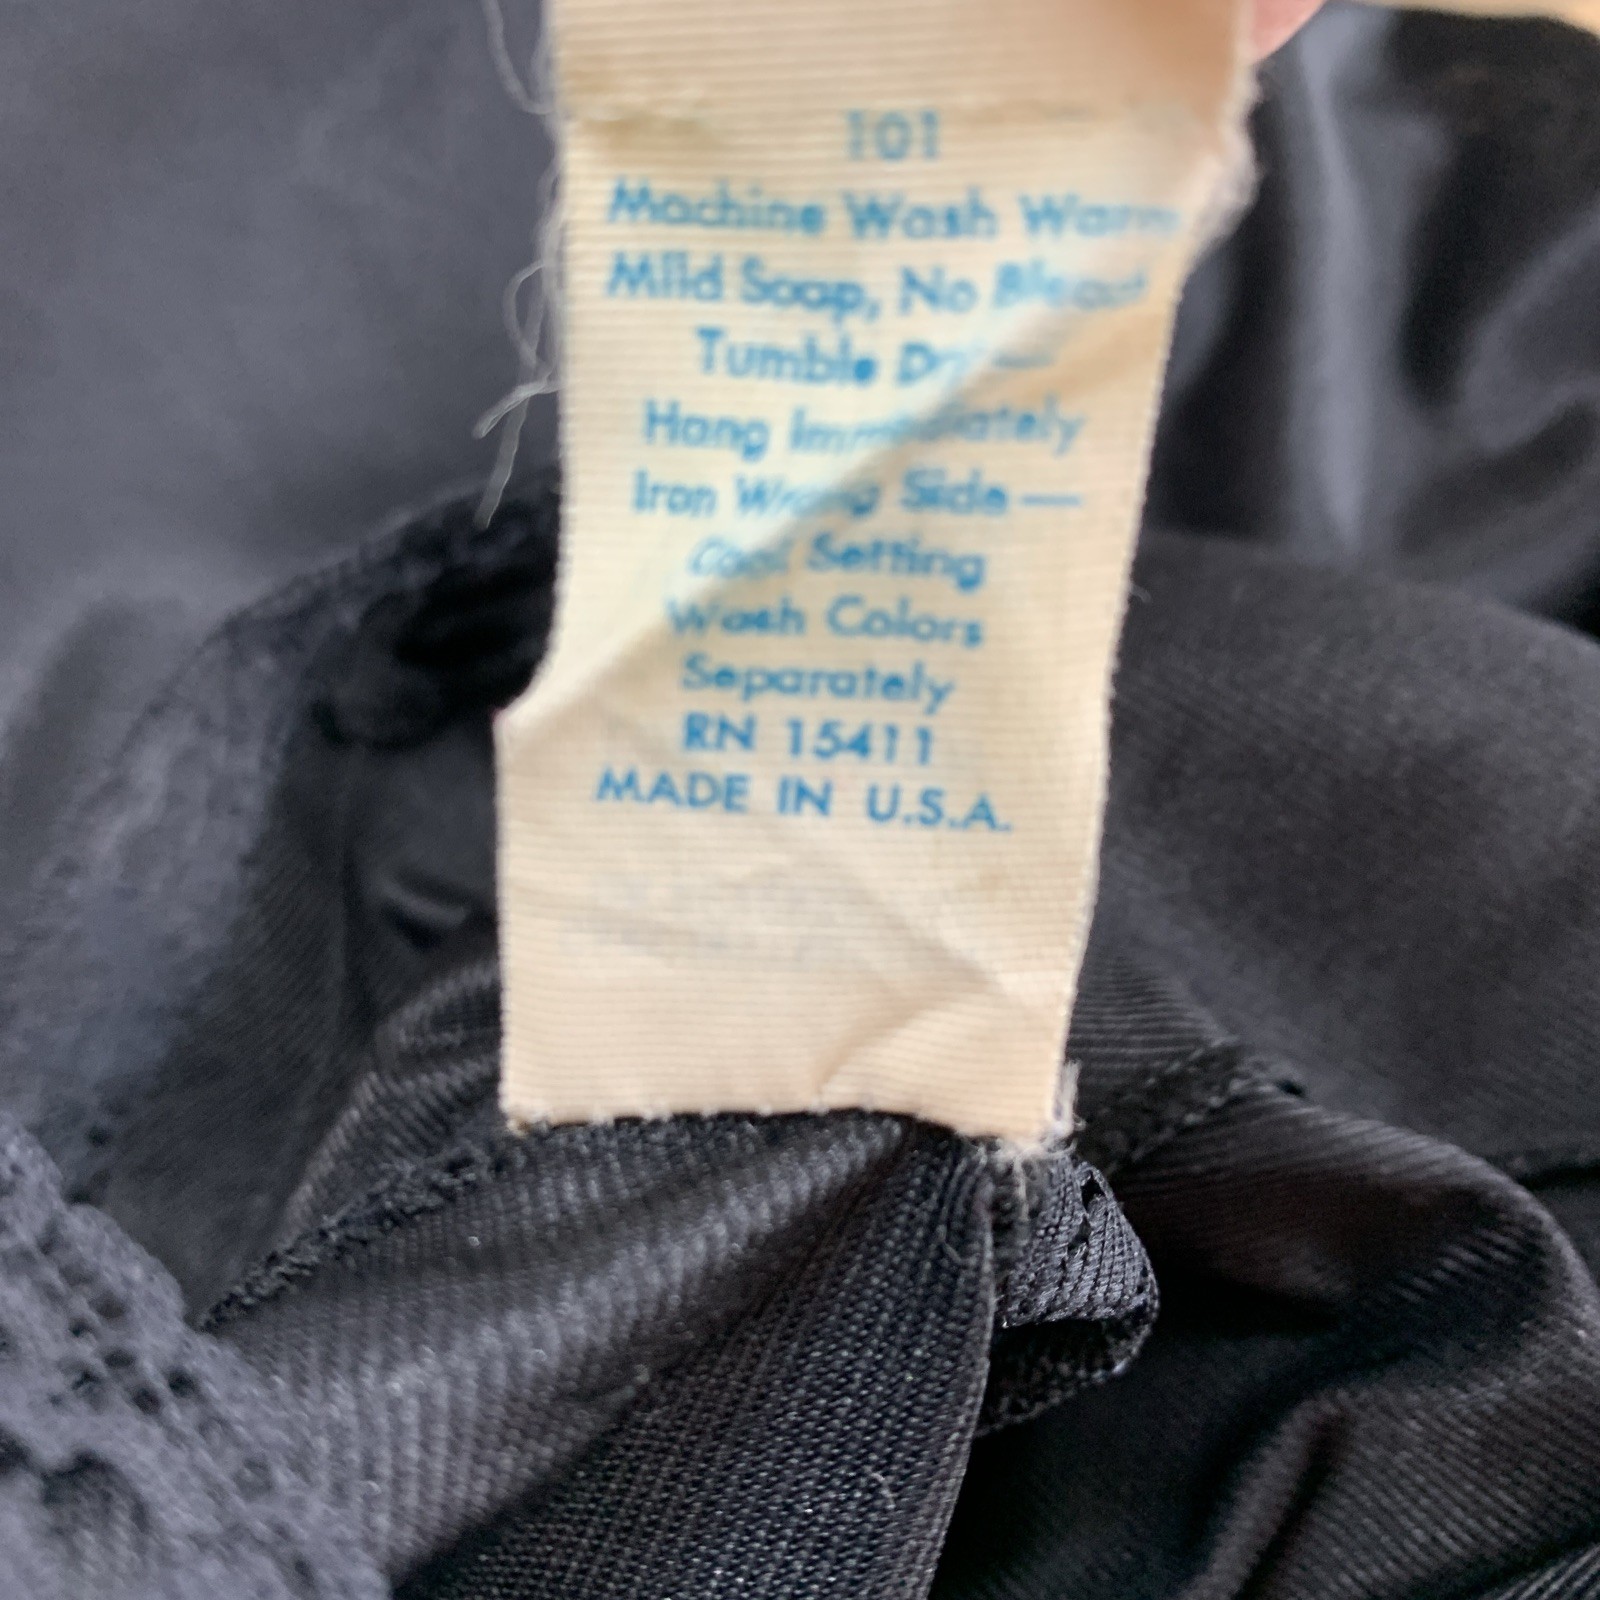 101
Machine Wash Warm
Mild Soap, No Bleach
Tumble Dry
Hang Immediately
Iron Wrong Side—
Cool Setting
Wash Colors
Separately
RN 15411
MADE IN U.S.A.